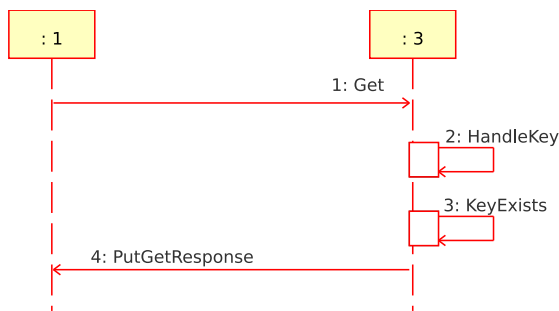 : 1
: 3
1: Get
2: HandleKey
3: KeyExists
4: PutGetResponse